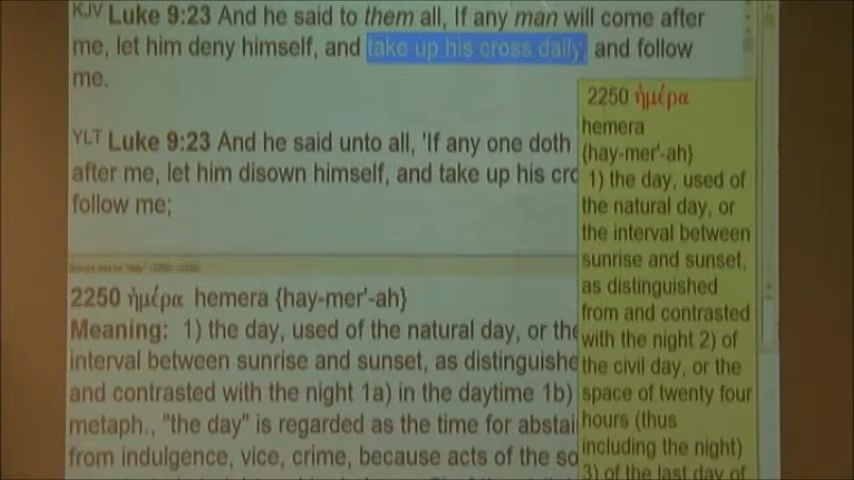 KJV Luke 9:23 And he said to them all, If any man will come after
me, let him deny himself, and take up his cross daily, and follow
me.
YLT Luke 9:23 And he said unto all, 'If any one doth
after me, let him disown himself, and take up his cro
follow me;
2250 ἡμέρα hemera {hay-mer'-ah}
Meaning: 1) the day, used of the natural day, or the
interval between sunrise and sunset, as distinguishe
and contrasted with the night 1a) in the daytime 1b)
metaph., "the day" is regarded as the time for abstai
from indulgence, vice, crime, because acts of the so
2250 ἡμέρα
hemera
{hay-mer'-ah}
1) the day, used of
the natural day, or
the interval between
sunrise and sunset,
as distinguished
from and contrasted
with the night 2) of
the civil day, or the
space of twenty four
hours (thus
including the night)
3) of the last day of